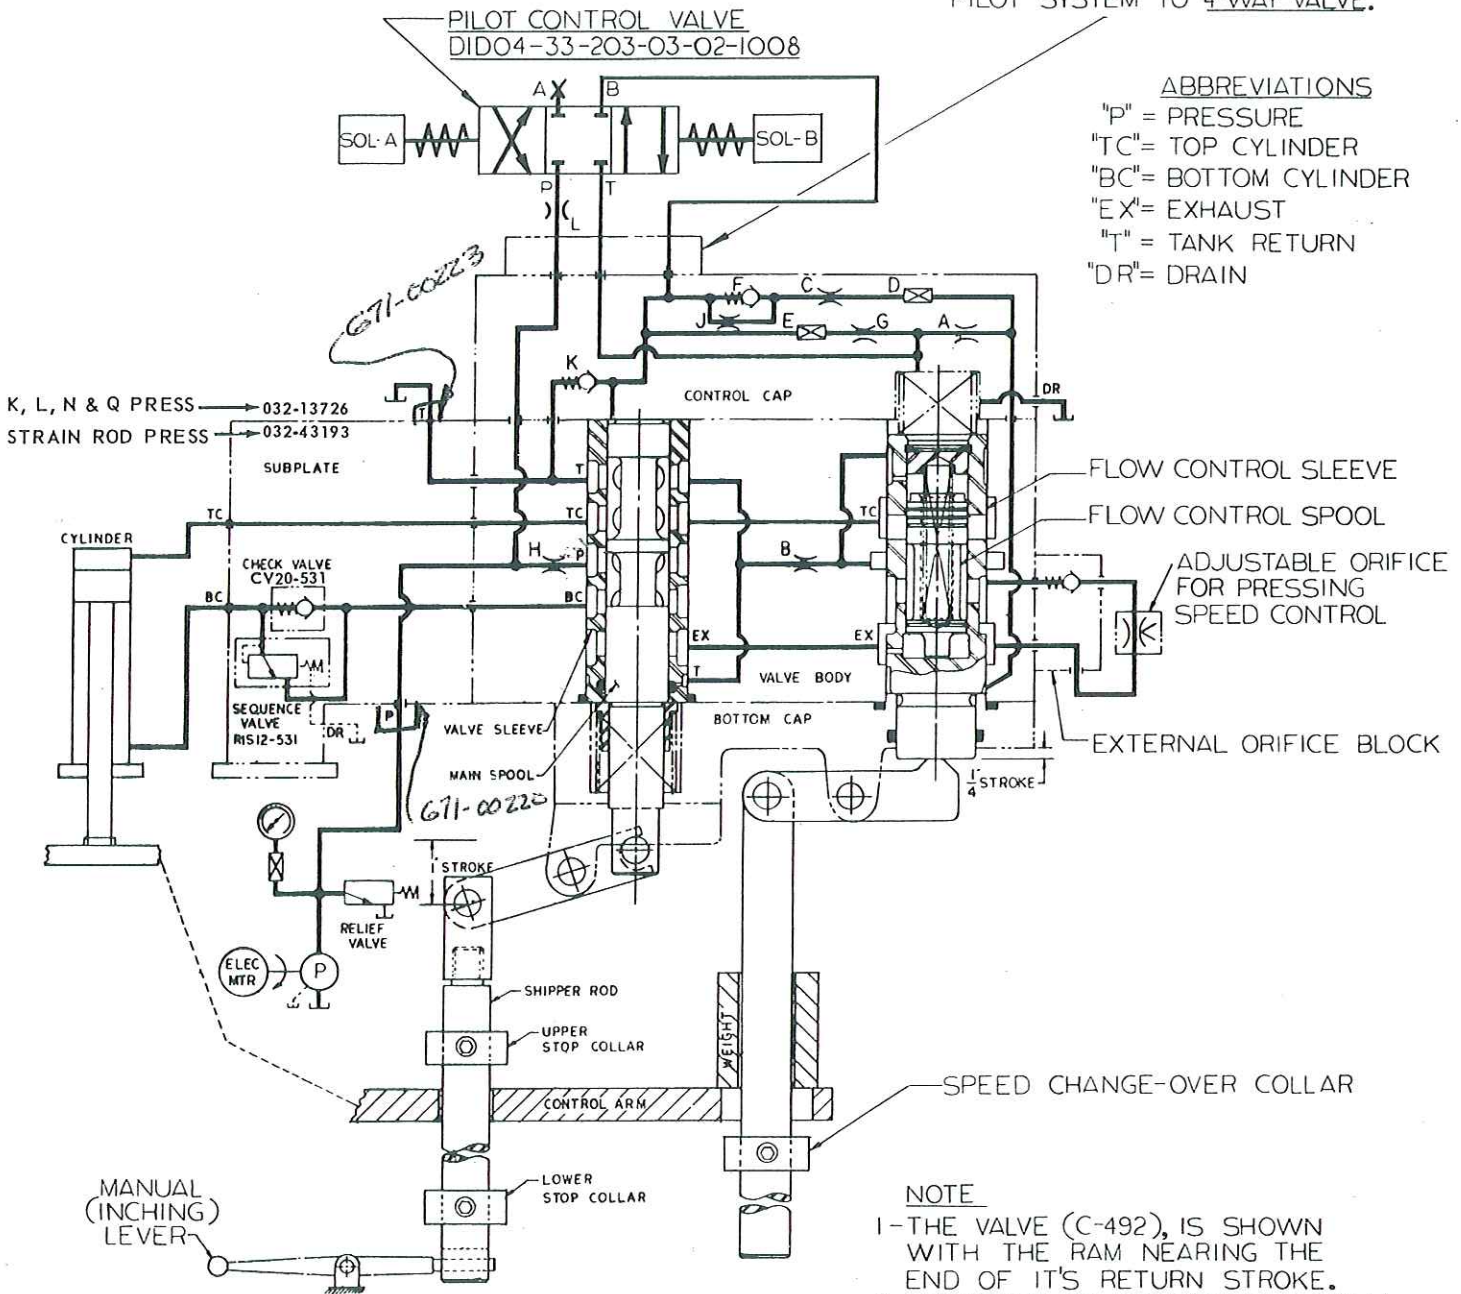 PILOT SYSTEM TO 4 WAY VALVE.
PILOT CONTROL VALVE
DIDO4-33-203-03-02-1008
ABBREVIATIONS
"P" = PRESSURE
"TC"= TOP CYLINDER
"BC"= BOTTOM CYLINDER
"EX"= EXHAUST
"T" = TANK RETURN
"DR"= DRAIN
A
B
SOL-A
SOL-B
P
T
L
671-00223
F
C
D
J
E
G
A
K
CONTROL CAP
DR
K, L, N & Q PRESS 032-13726
STRAIN ROD PRESS 032-43193
T
SUBPLATE
T
FLOW CONTROL SLEEVE
TC
TC
TC
FLOW CONTROL SPOOL
CYLINDER
H
P
B
CHECK VALVE
CV20-531
ADJUSTABLE ORIFICE
FOR PRESSING
SPEED CONTROL
BC
BC
EX
EX
T
VALVE BODY
SEQUENCE
VALVE
R1S12-531
DR
P
VALVE SLEEVE
BOTTOM CAP
EXTERNAL ORIFICE BLOCK
MAIN SPOOL
1/4 STROKE
671-00220
STROKE
RELIEF
VALVE
ELEC
MTR
P
SHIPPER ROD
UPPER
STOP COLLAR
WEIGHT
CONTROL ARM
SPEED CHANGE-OVER COLLAR
LOWER
STOP COLLAR
MANUAL
(INCHING)
LEVER
NOTE
1-THE VALVE (C-492), IS SHOWN
WITH THE RAM NEARING THE
END OF IT'S RETURN STROKE.